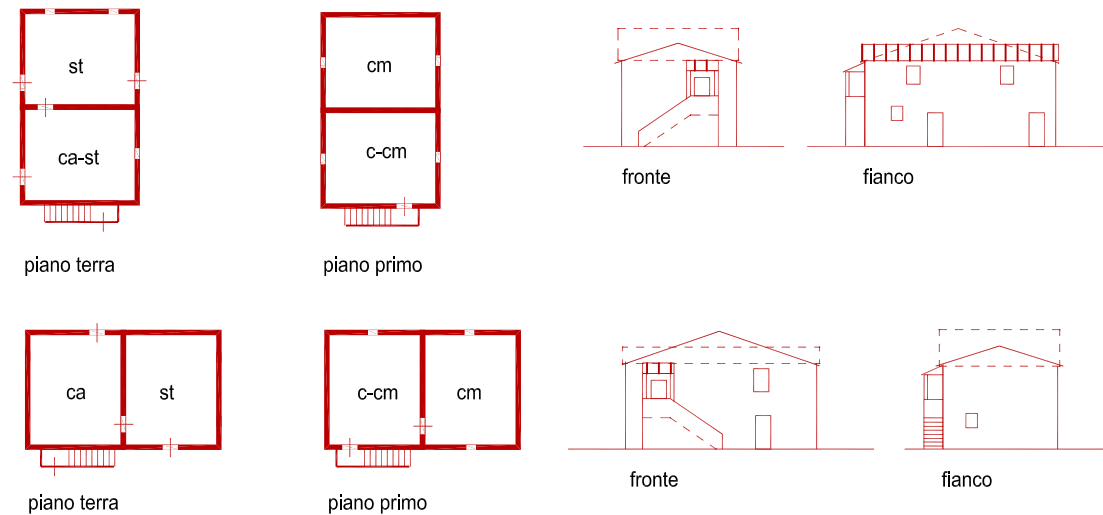 st
ca-st
piano terra
cm
c-cm
piano primo
fronte
fianco
ca
st
piano terra
c-cm
cm
piano primo
fronte
fianco